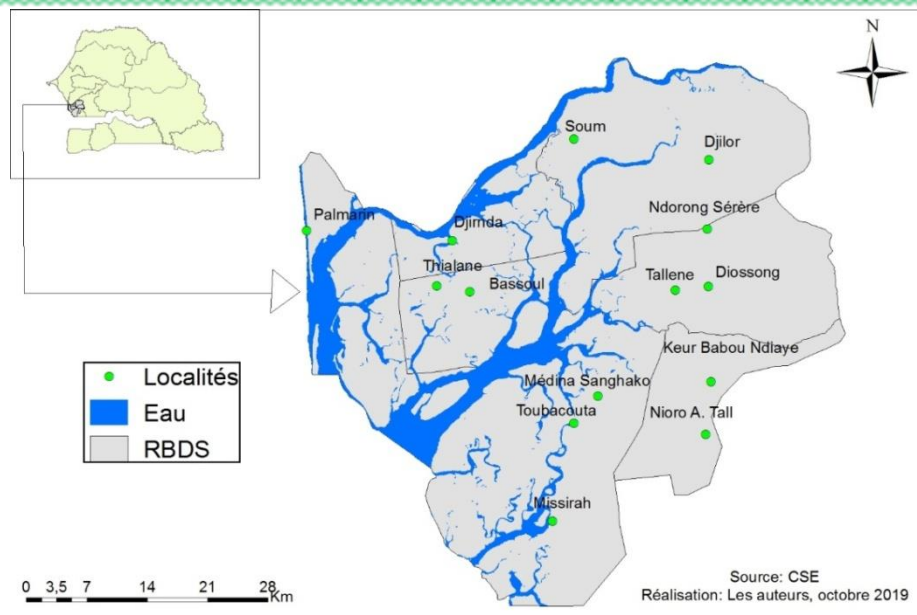 N
Soum
Djilor
Palmarin
Djimda
Ndorong Sérère
Thialane
Bassoul
Tallene
Diossong
Keur Babou Ndiaye
Médina Sanghako
Toubacouta
Nioro A. Tall
Missirah
Localités
Eau
RBDS
0 3,5 7 14 21 28
Km
Source: CSE
Réalisation: Les auteurs, octobre 2019